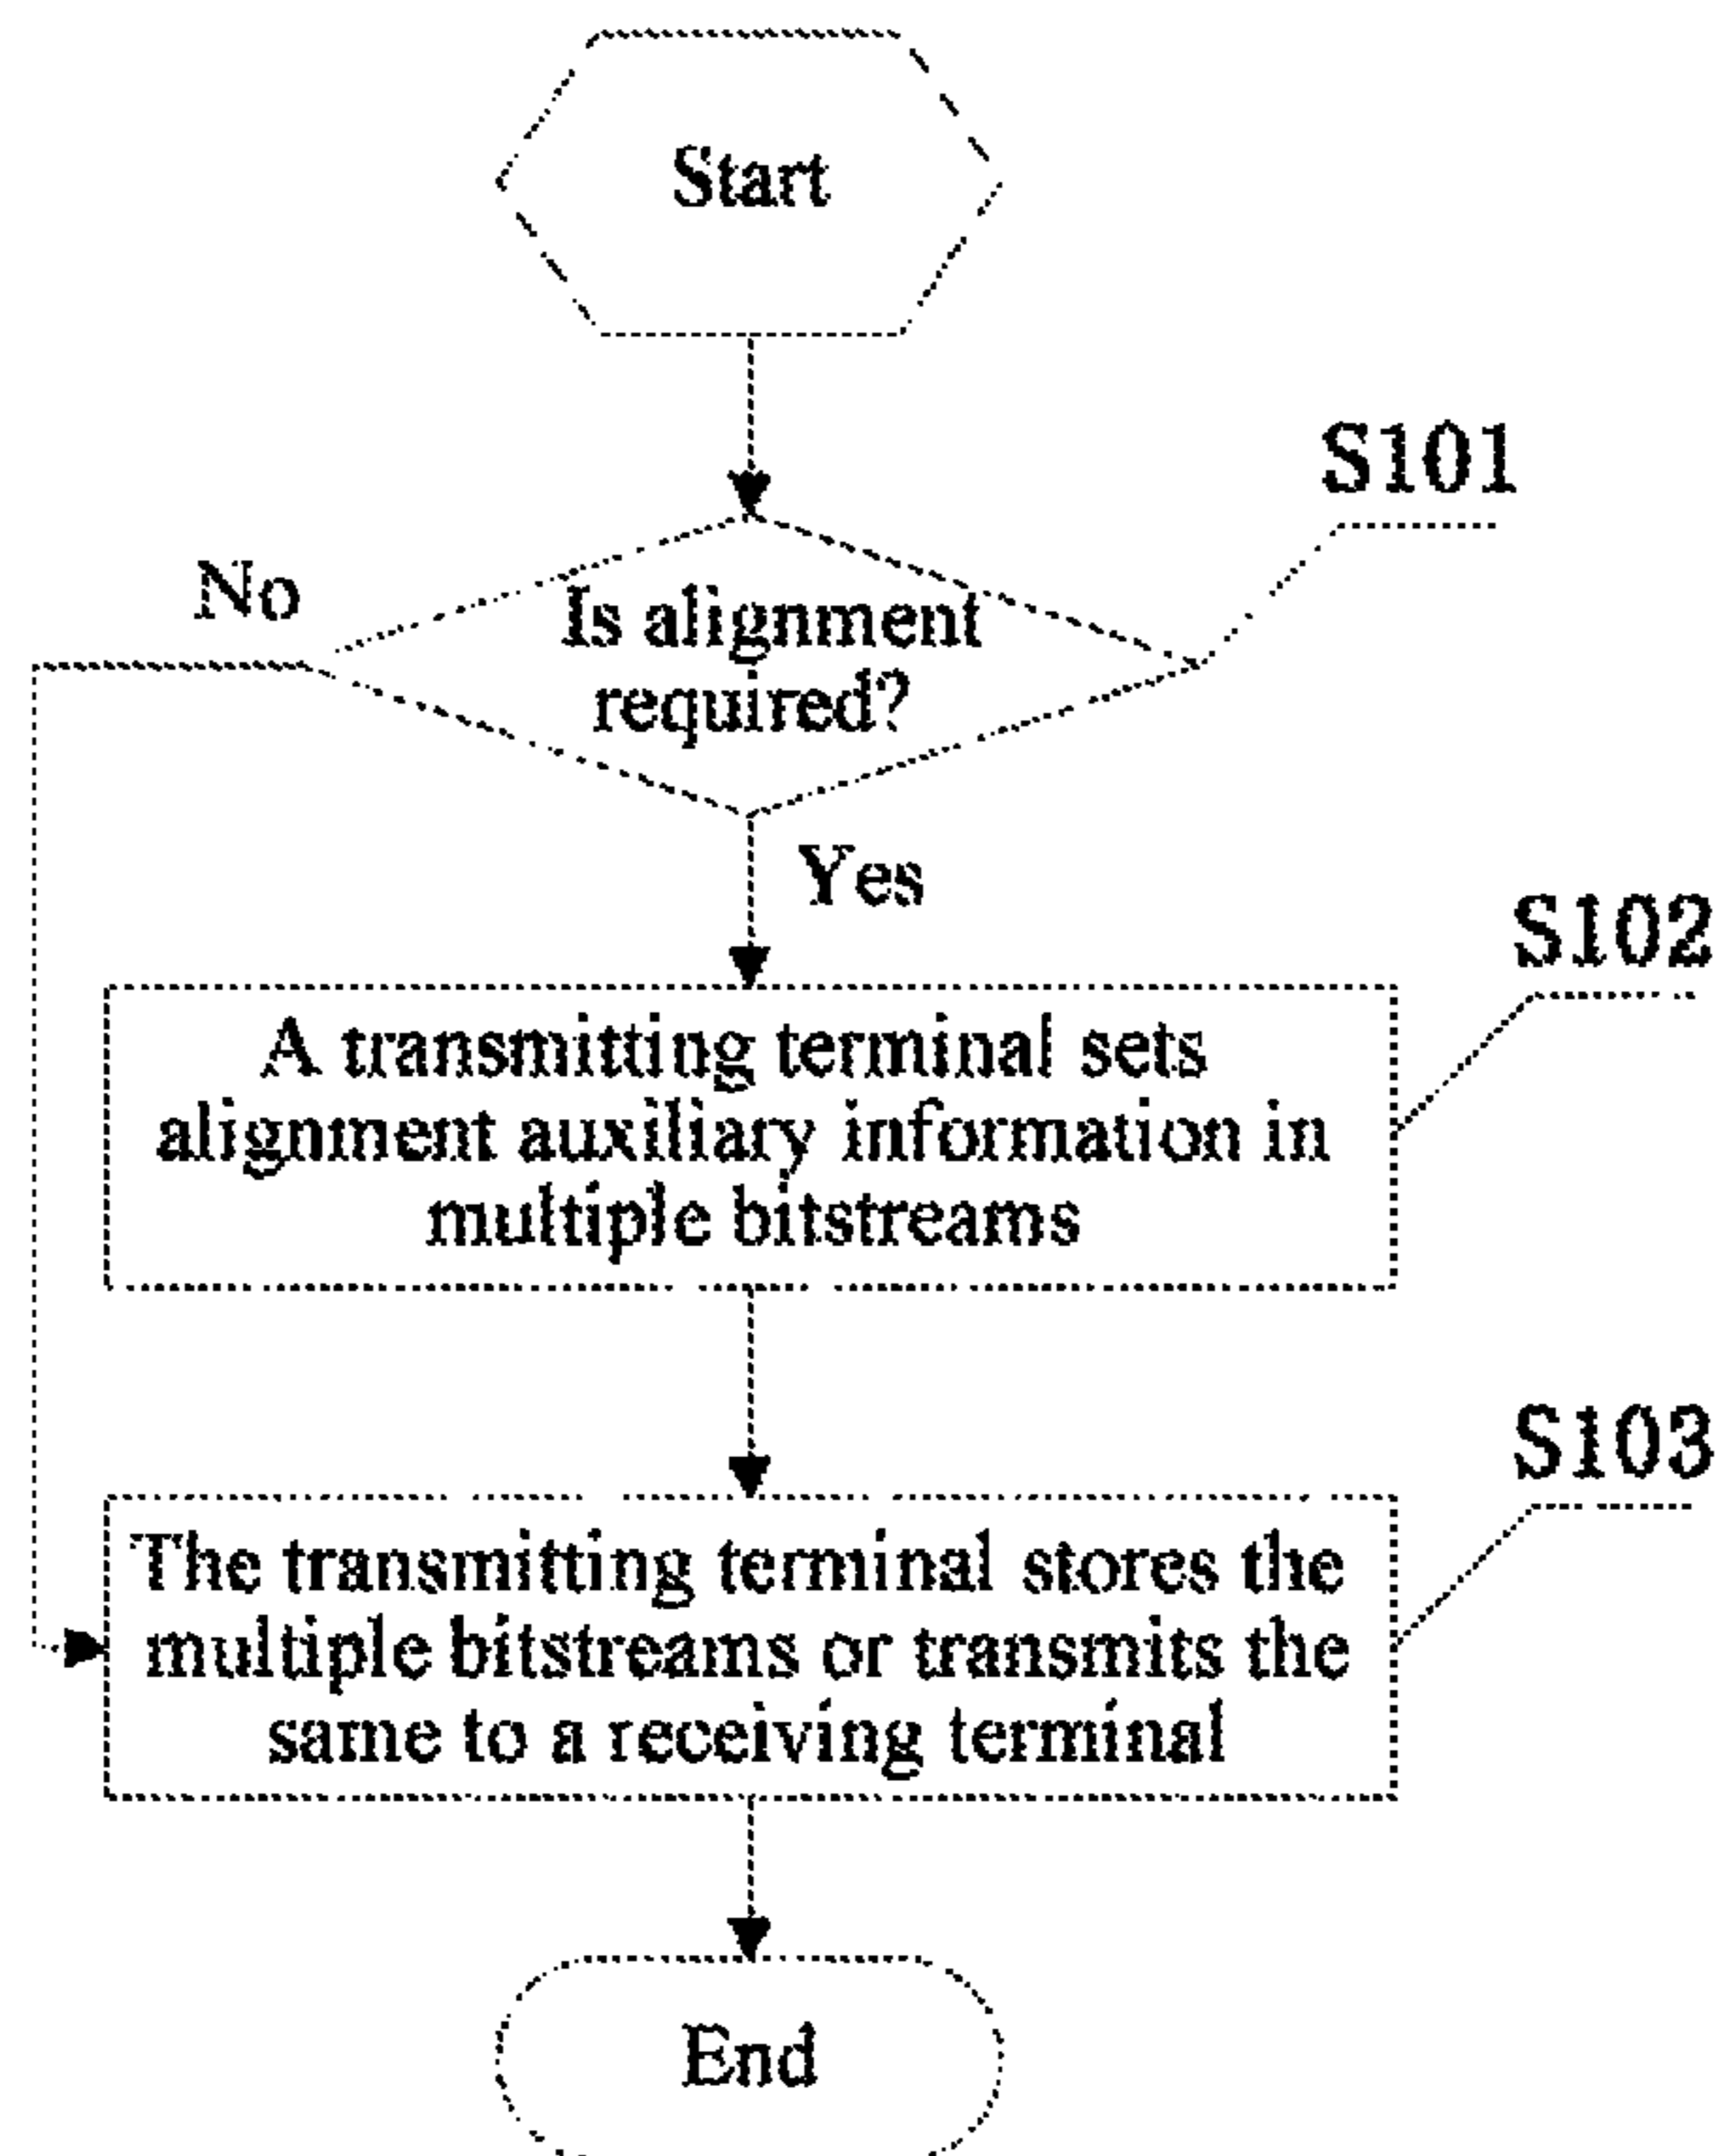 Start
S101
No
Is alignment
required?
Yes
S102
A transmitting terminal sets
alignment auxiliary information in
multiple bitstreams
S103
The transmitting terminal stores the
multiple bitstreams or transmits the
same to a receiving terminal
End